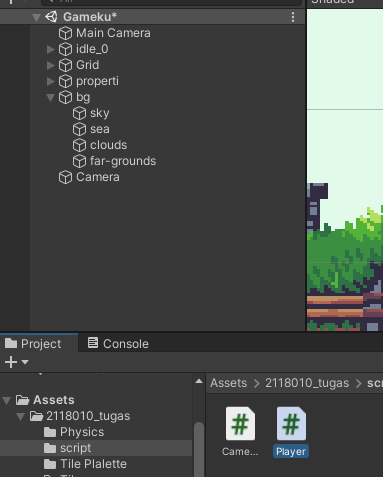 Gameku*
Main Camera
idle_0
Grid
properti
bg
sky
sea
clouds
far-grounds
Camera
Project
Console
Assets
2118010_tugas
Physics
script
Tile Plalette
Assets > 2118010_tugas > scr
Came...
Player